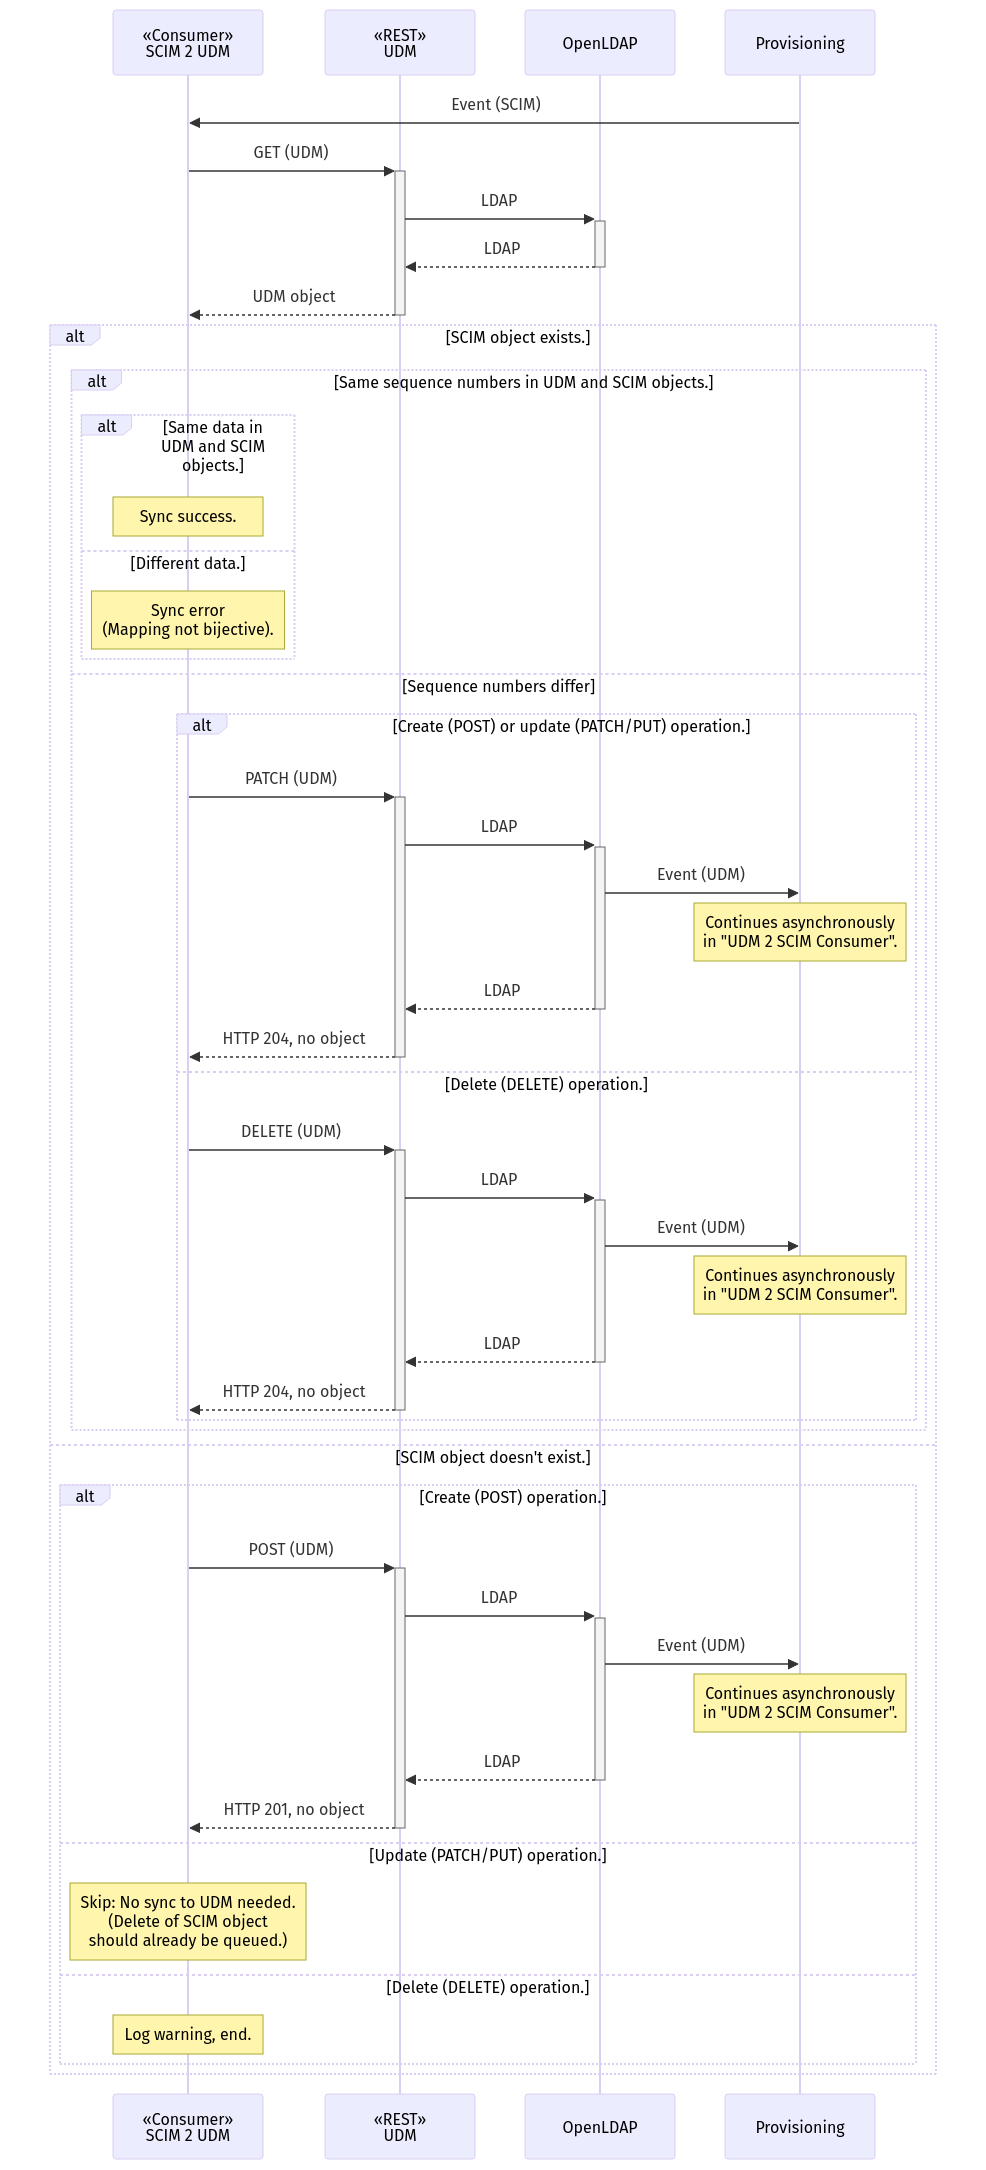 «Consumer»
SCIM 2 UDM
«REST»
UDM
OpenLDAP
Provisioning
Event (SCIM)
GET (UDM)
LDAP
LDAP
UDM object
alt
[SCIM object exists.]
alt
[Same sequence numbers in UDM and SCIM objects.]
alt
[Same data in
UDM and SCIM
objects.]
Sync success.
[Different data.]
Sync error
(Mapping not bijective).
[Sequence numbers differ]
alt
[Create (POST) or update (PATCH/PUT) operation.]
PATCH (UDM)
LDAP
Event (UDM)
Continues asynchronously
in "UDM 2 SCIM Consumer".
LDAP
HTTP 204, no object
[Delete (DELETE) operation.]
DELETE (UDM)
LDAP
Event (UDM)
Continues asynchronously
in "UDM 2 SCIM Consumer".
LDAP
HTTP 204, no object
[SCIM object doesn't exist.]
alt
[Create (POST) operation.]
POST (UDM)
LDAP
Event (UDM)
Continues asynchronously
in "UDM 2 SCIM Consumer".
LDAP
HTTP 201, no object
[Update (PATCH/PUT) operation.]
Skip: No sync to UDM needed.
(Delete of SCIM object
should already be queued.)
[Delete (DELETE) operation.]
Log warning, end.
«Consumer»
SCIM 2 UDM
«REST»
UDM
OpenLDAP
Provisioning